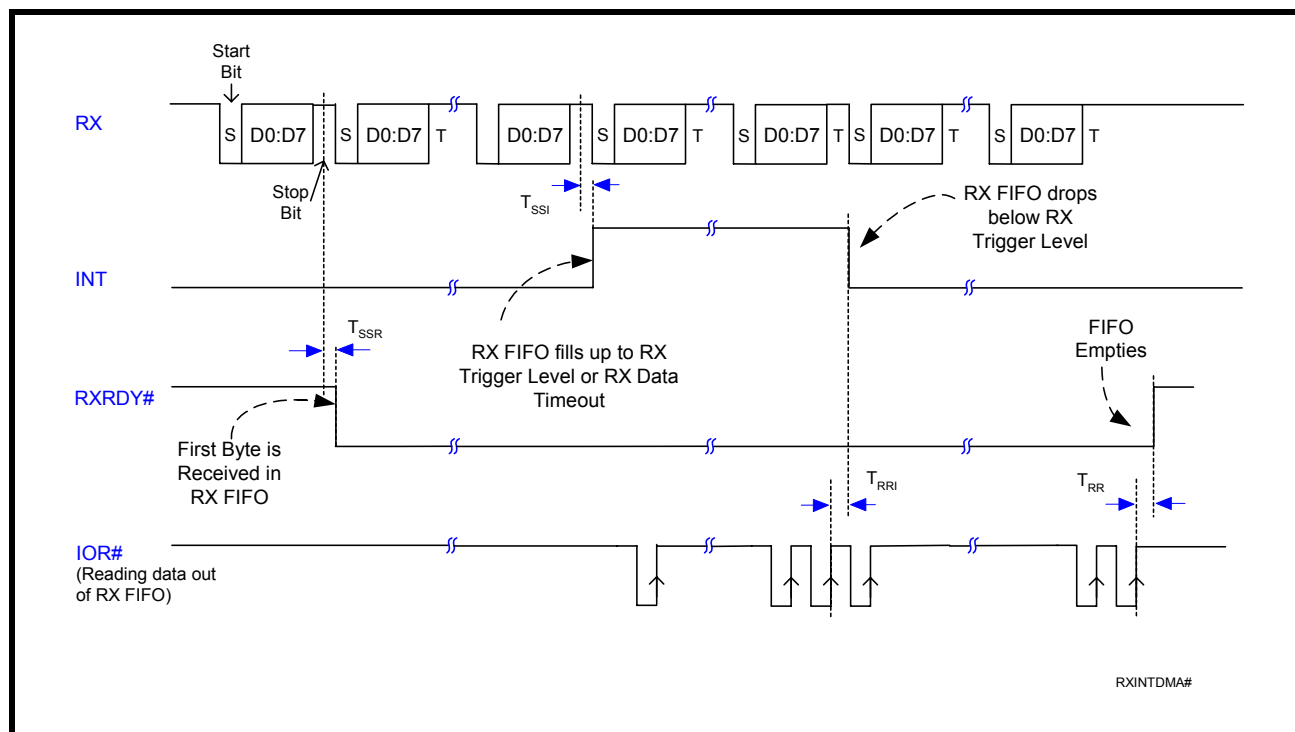 Start
Bit
RX
S D0:D7 S D0:D7 T D0:D7 S D0:D7 T S D0:D7 T S D0:D7 T S D0:D7 T
Stop
Bit
TSSI
RX FIFO drops
below RX
Trigger Level
INT
TSSR
RX FIFO fills up to RX
Trigger Level or RX Data
Timeout
FIFO
Empties
RXRDY#
First Byte is
Received in
RX FIFO
TRRI
TRR
IOR#
(Reading data out
of RX FIFO)
RXINTDMA#